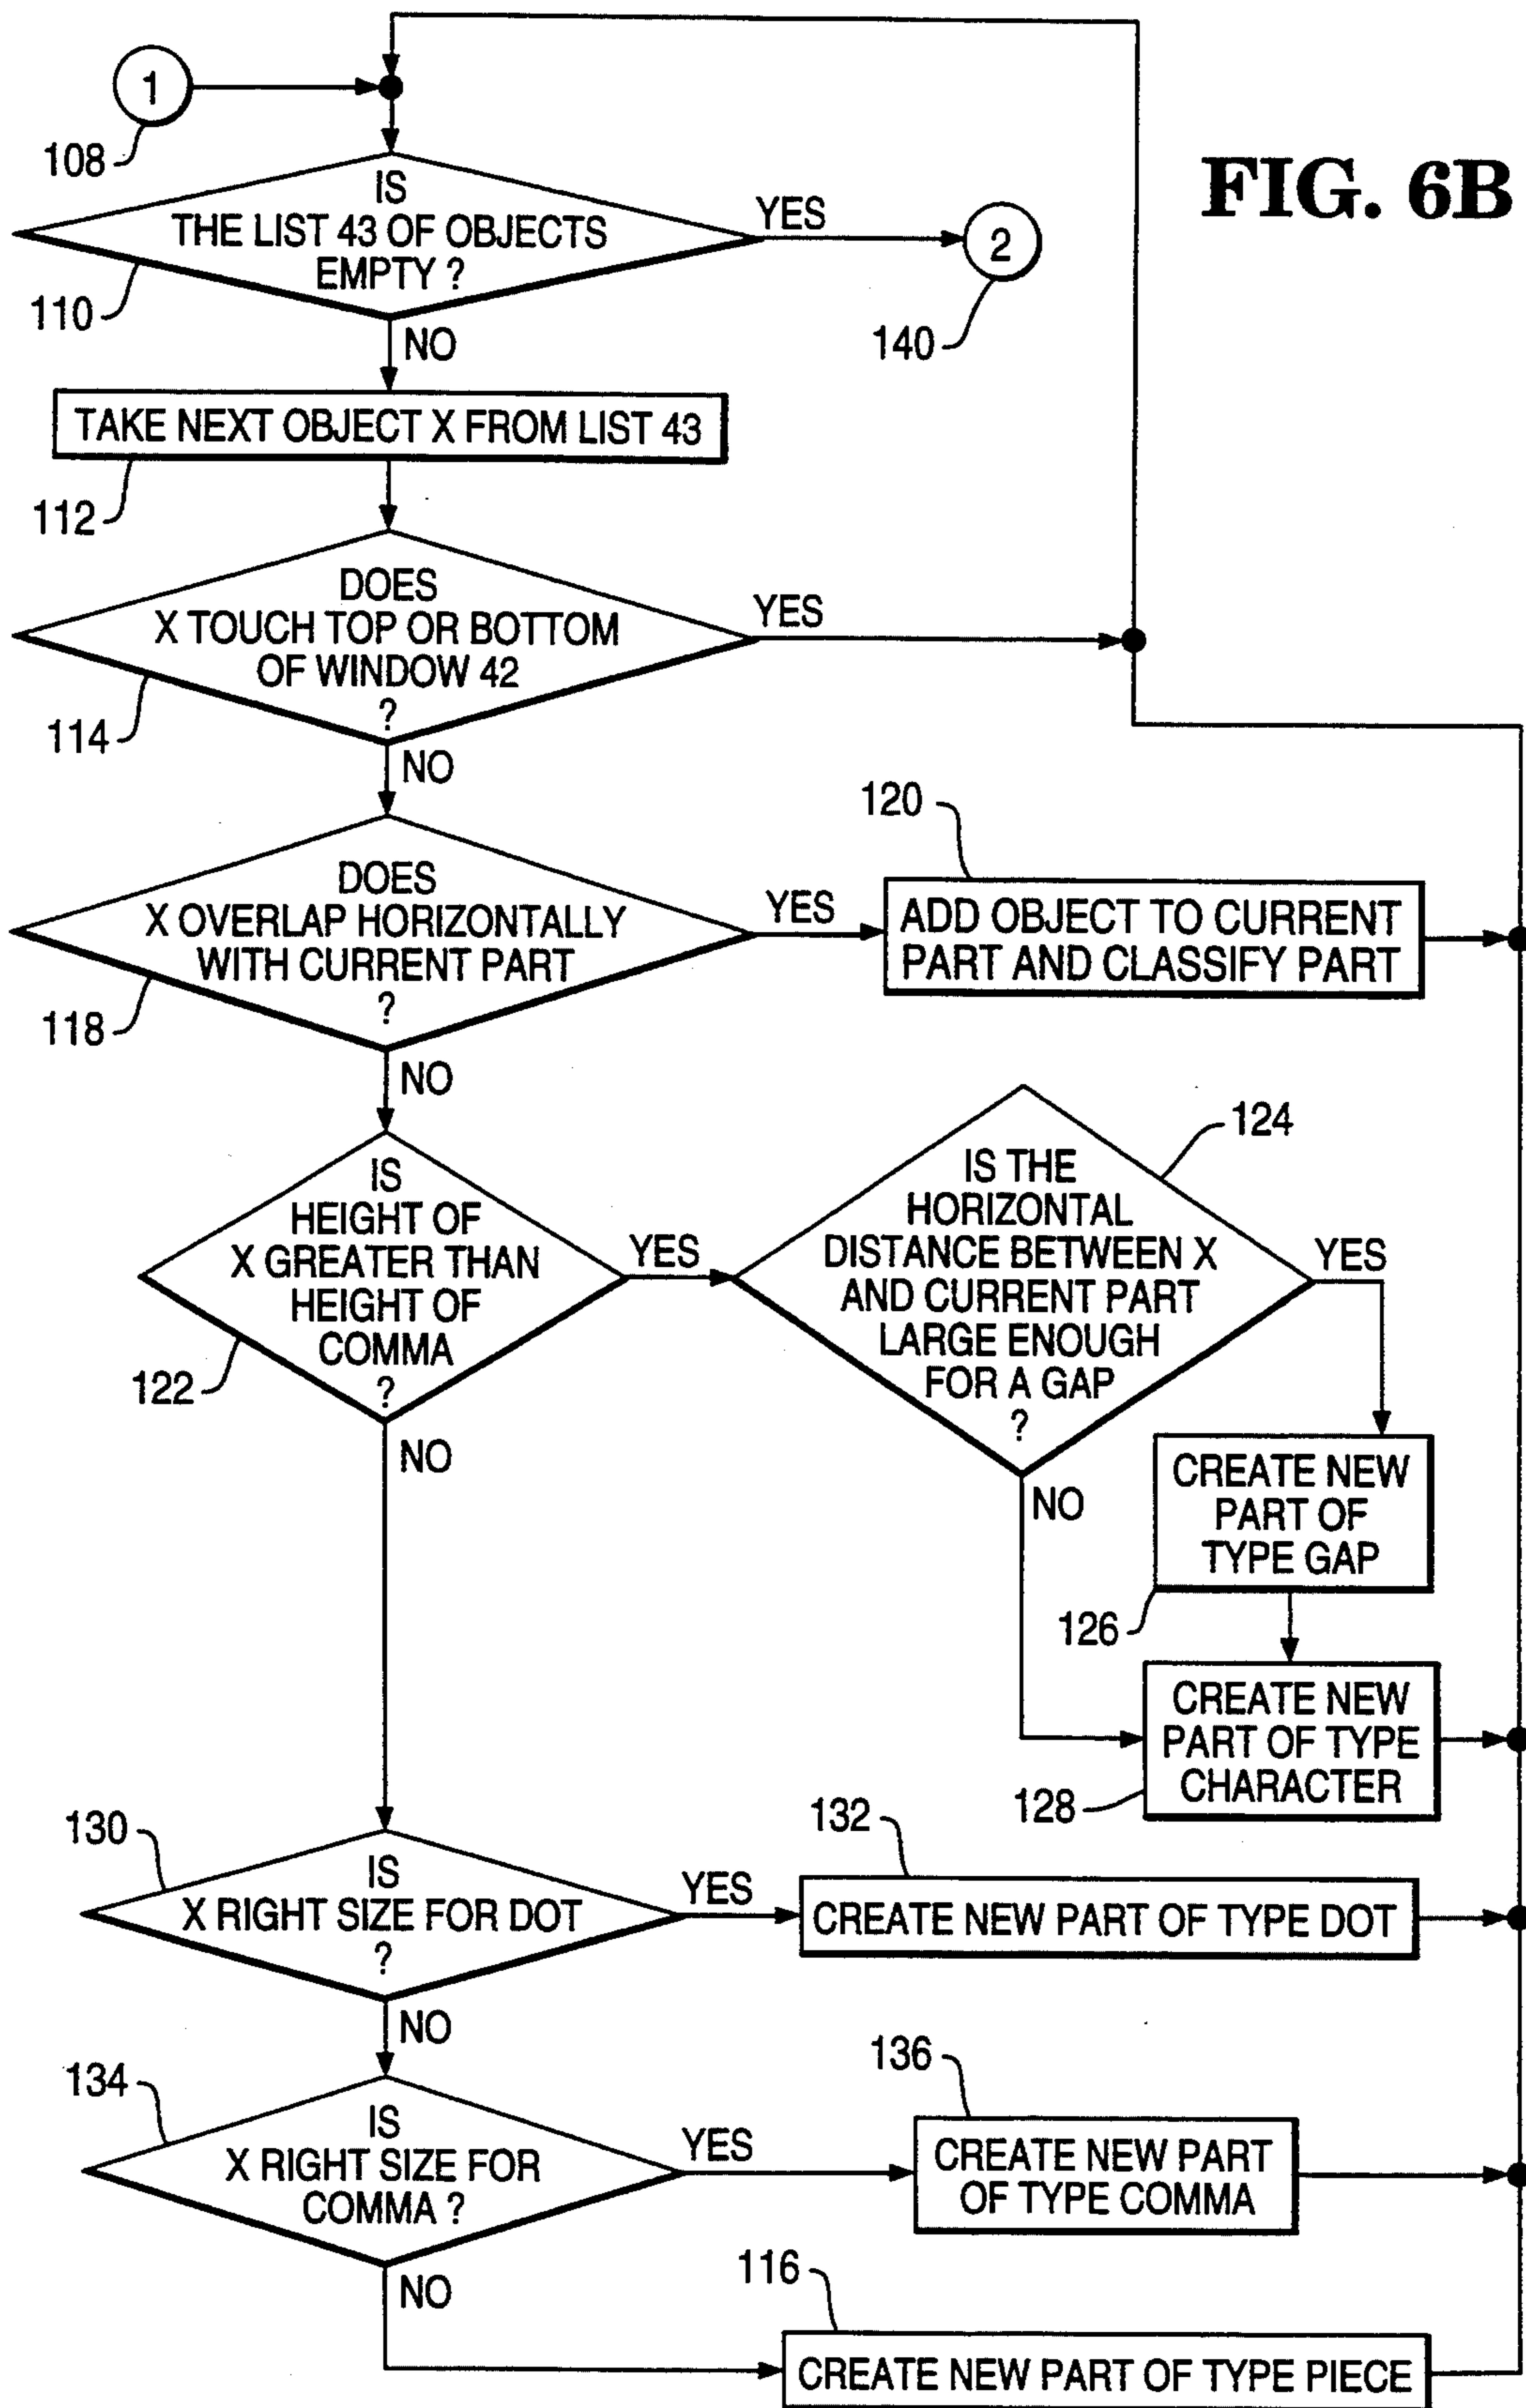 1
108
FIG. 6B
IS
THE LIST 43 OF OBJECTS
EMPTY ?
YES
2
110
140
NO
TAKE NEXT OBJECT X FROM LIST 43
112
DOES
X TOUCH TOP OR BOTTOM
OF WINDOW 42
?
YES
114
NO
120
DOES
X OVERLAP HORIZONTALLY
WITH CURRENT PART
?
YES
ADD OBJECT TO CURRENT
PART AND CLASSIFY PART
118
NO
IS
HEIGHT OF
X GREATER THAN
HEIGHT OF
COMMA
?
YES
122
124
IS THE
HORIZONTAL
DISTANCE BETWEEN X
AND CURRENT PART
LARGE ENOUGH
FOR A GAP
?
YES
NO
NO
CREATE NEW
PART OF
TYPE GAP
126
CREATE NEW
PART OF TYPE
CHARACTER
128
130
IS
X RIGHT SIZE FOR DOT
?
YES
132
CREATE NEW PART OF TYPE DOT
NO
134
IS
X RIGHT SIZE FOR
COMMA ?
YES
136
CREATE NEW PART
OF TYPE COMMA
NO
116
CREATE NEW PART OF TYPE PIECE